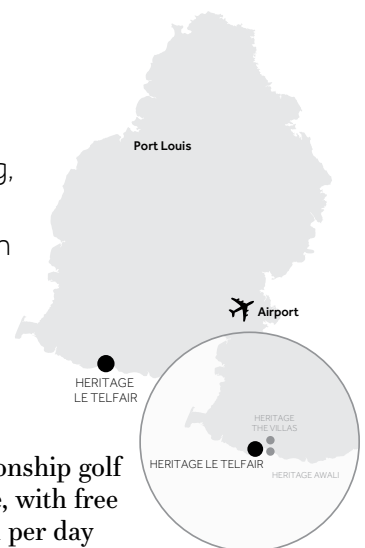 Port Louis
g,
n
Airport
HERITAGE
LE TELFAIR
HERITAGE
THE VILLAS
HERITAGE LE TELFAIR
HERITAGE AWALI
onship golf
, with free
per day